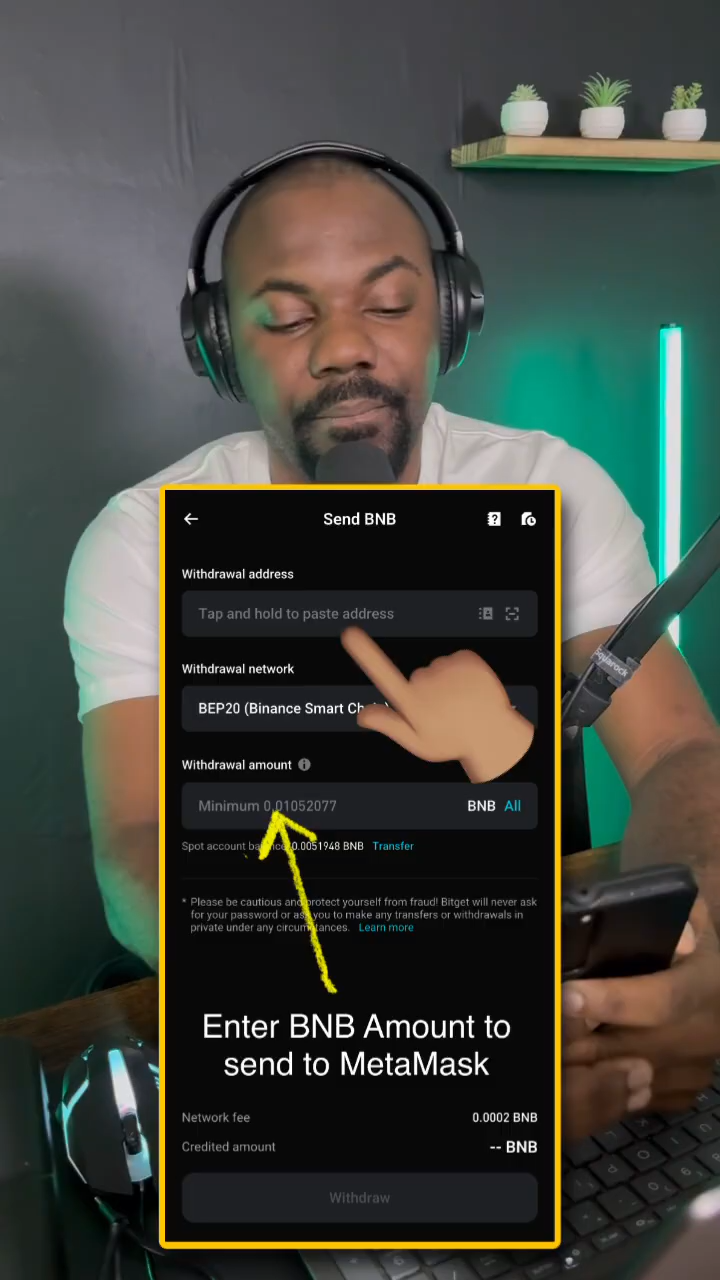 Send BNB
Withdrawal address
Tap and hold to paste address
Withdrawal network
BEP20 (Binance Smart
Withdrawal amount
Minimum 0.01052077
BNB All
Spot account 0.0051948 BNB Transfer
* Please be cautious and protect yourself from fraud! Bitget will never ask
for your password or ask you to make any transfers or withdrawals in
private under any circumstances. Learn more
Enter BNB Amount to
send to MetaMask
Network fee 0.0002 BNB
Credited amount -- BNB
Withdraw